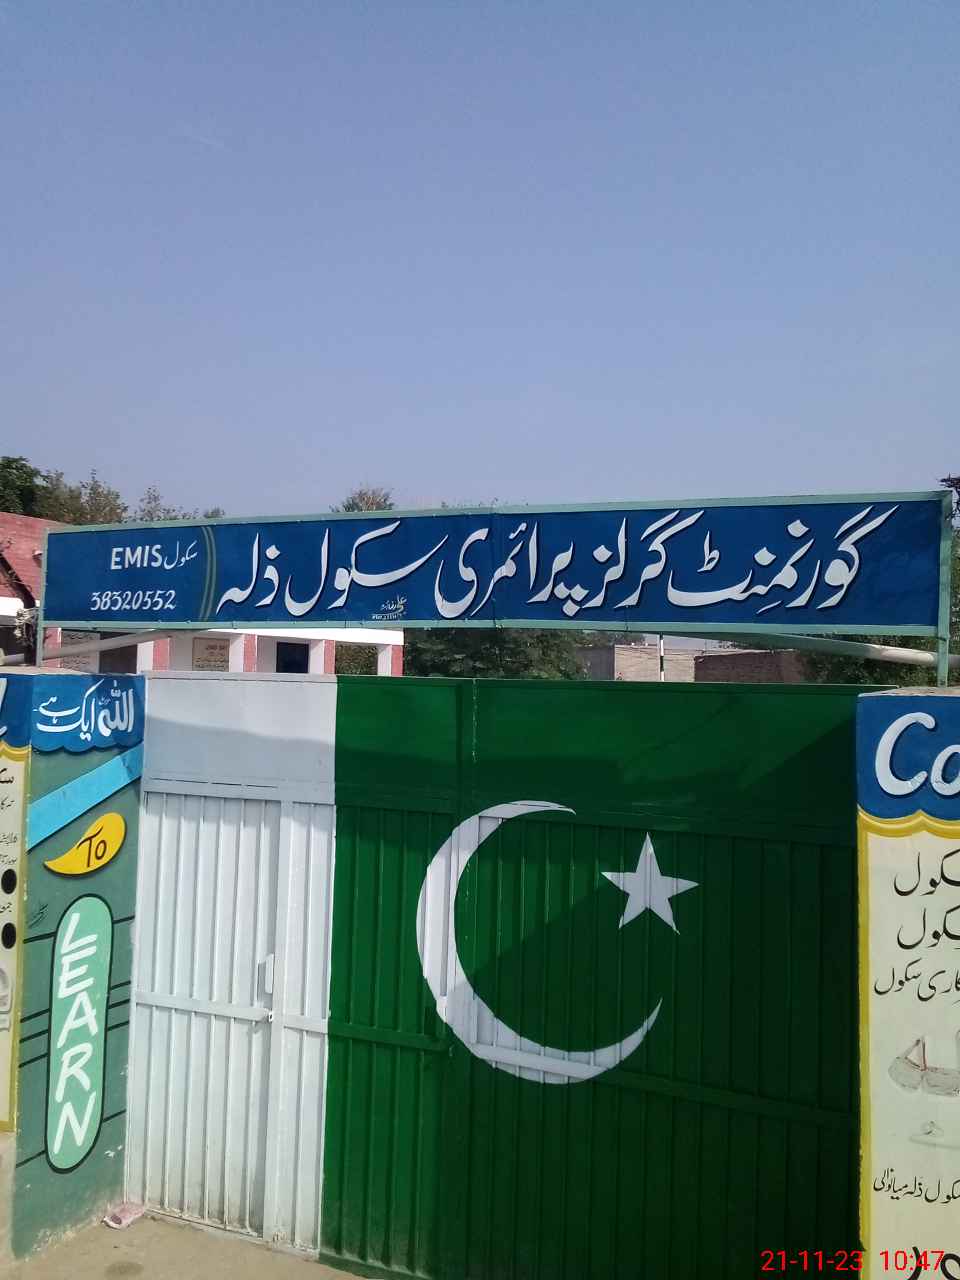 گورنمنٹ گرلز پرائمری سکول ذلہ
سکول EMIS
38320552
اللہ ایک ہے
To
LEARN
Co
سکول
سکول
کاری سکول
سکول ذلہ میانوالی
21-11-23 10:47